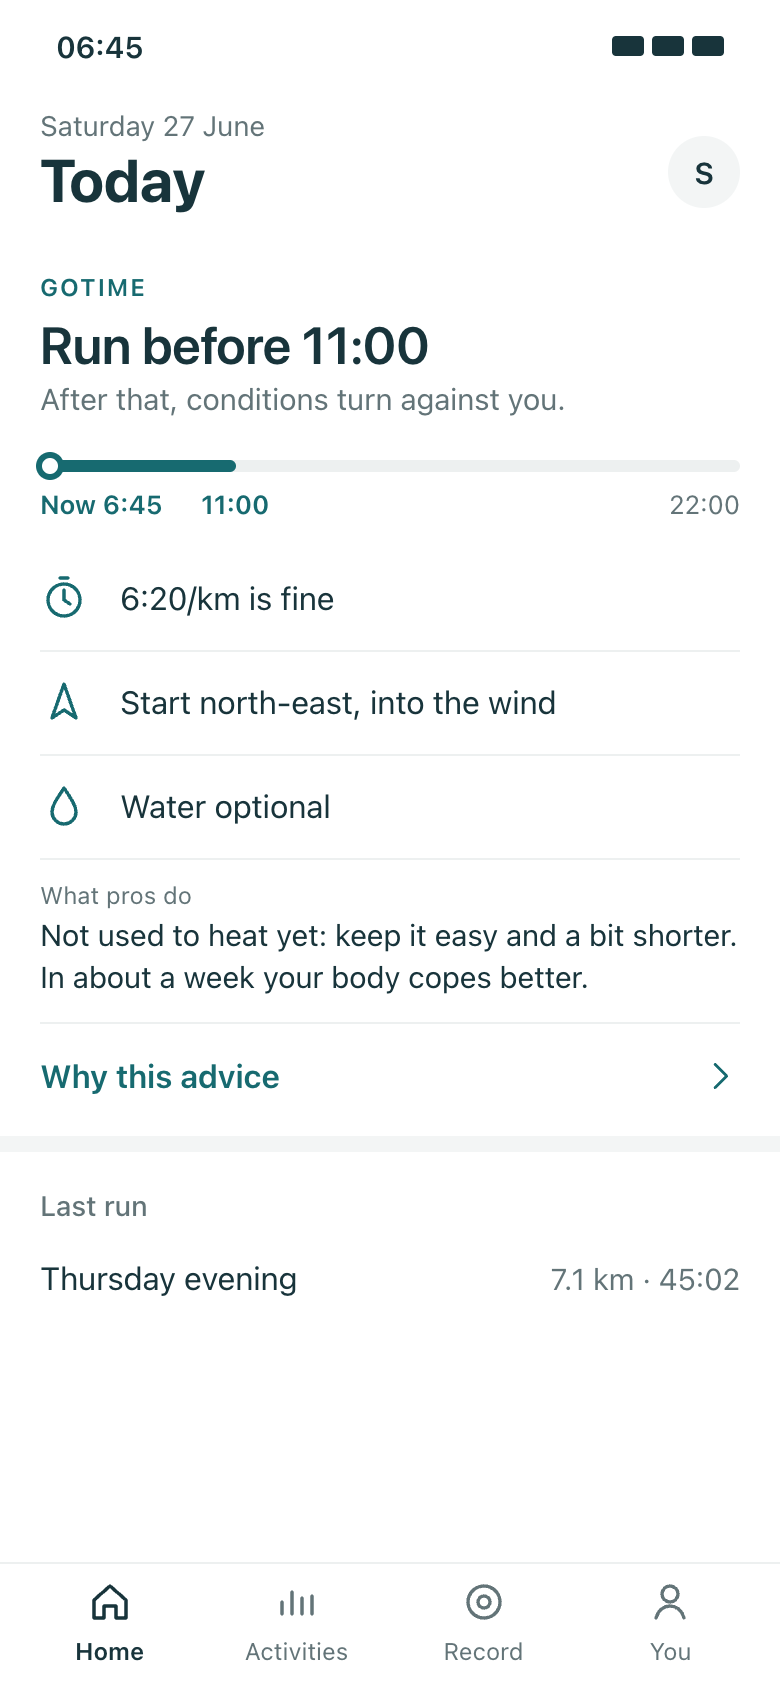 06:45
Saturday 27 June
Today
S
GOTIME
Run before 11:00
After that, conditions turn against you.
Now 6:45 11:00 22:00
6:20/km is fine
Start north-east, into the wind
Water optional
What pros do
Not used to heat yet: keep it easy and a bit shorter.
In about a week your body copes better.
Why this advice
Last run
Thursday evening 7.1 km · 45:02
Home Activities Record You